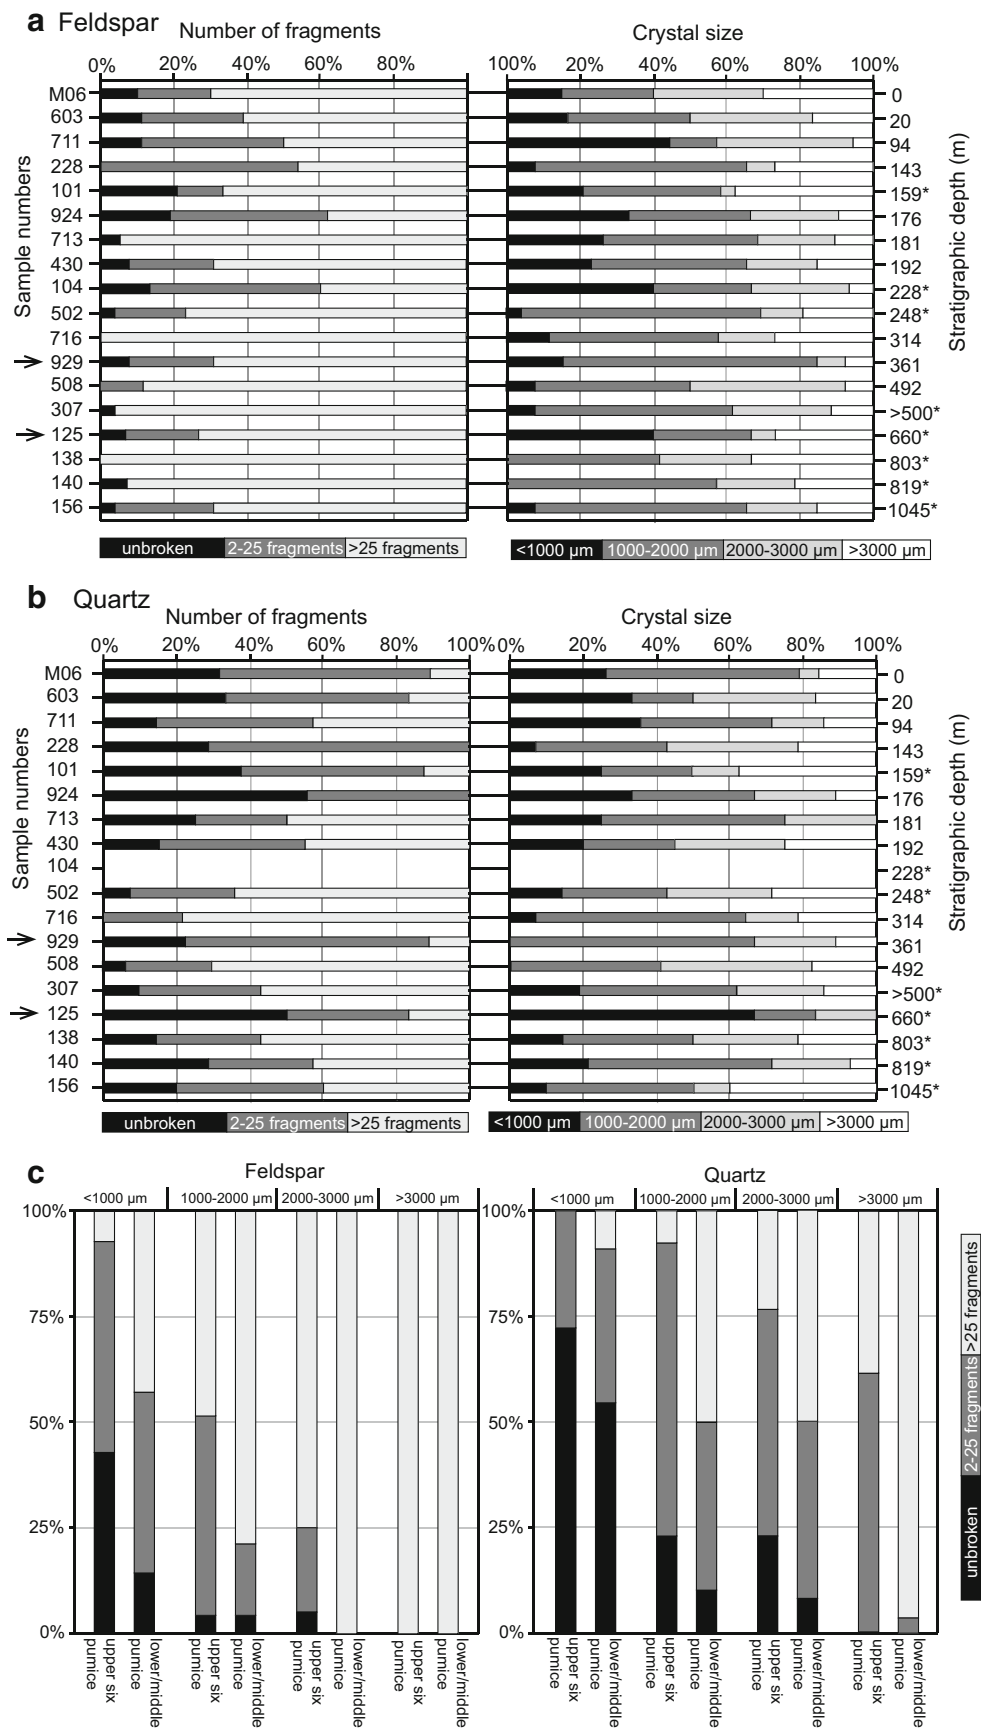 a Feldspar
Number of fragments
Crystal size
0% 20% 40% 60% 80%
100% 20% 40% 60% 80% 100%
Sample numbers
Stratigraphic depth (m)
M06 0
603 20
711 94
228 143
101 159*
924 176
713 181
430 192
104 228*
502 248*
716 314
929 361
508 492
307 >500*
125 660*
138 803*
140 819*
156 1045*
unbroken 2-25 fragments >25 fragments
<1000 µm 1000-2000 µm 2000-3000 µm >3000 µm
b Quartz
Number of fragments
Crystal size
0% 20% 40% 60% 80% 100%
0% 20% 40% 60% 80% 100%
Sample numbers
Stratigraphic depth (m)
M06 0
603 20
711 94
228 143
101 159*
924 176
713 181
430 192
104 228*
502 248*
716 314
929 361
508 492
307 >500*
125 660*
138 803*
140 819*
156 1045*
unbroken 2-25 fragments >25 fragments
<1000 µm 1000-2000 µm 2000-3000 µm >3000 µm
c
Feldspar
Quartz
<1000 µm 1000-2000 µm 2000-3000 µm >3000 µm
<1000 µm 1000-2000 µm 2000-3000 µm >3000 µm
100%
75%
50%
25%
0%
100%
75%
50%
25%
0%
upper six
pumice
lower/middle
pumice
upper six
pumice
lower/middle
pumice
upper six
pumice
lower/middle
pumice
upper six
pumice
lower/middle
pumice
upper six
pumice
lower/middle
pumice
upper six
pumice
lower/middle
pumice
upper six
pumice
lower/middle
pumice
upper six
pumice
lower/middle
pumice
unbroken 2-25 fragments >25 fragments